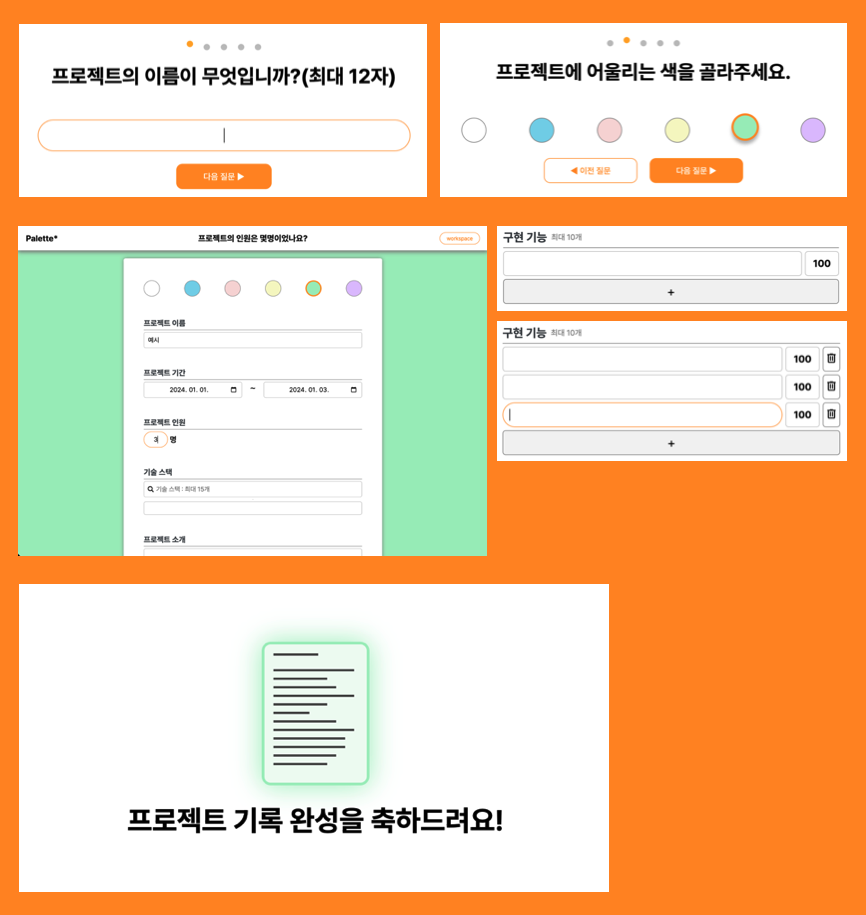 프로젝트의 이름이 무엇입니까?(최대 12자)
다음 질문 ▶
프로젝트에 어울리는 색을 골라주세요.
◀ 이전 질문
다음 질문 ▶
Palette*
프로젝트의 인원은 몇명이었나요?
workspace
프로젝트 이름
예시
프로젝트 기간
2024. 01. 01. ~ 2024. 01. 03.
프로젝트 인원
3 명
기술 스택
기술 스택 : 최대 15개
프로젝트 소개
구현 기능 최대 10개
100
+
구현 기능 최대 10개
100
100
100
+
프로젝트 기록 완성을 축하드려요!